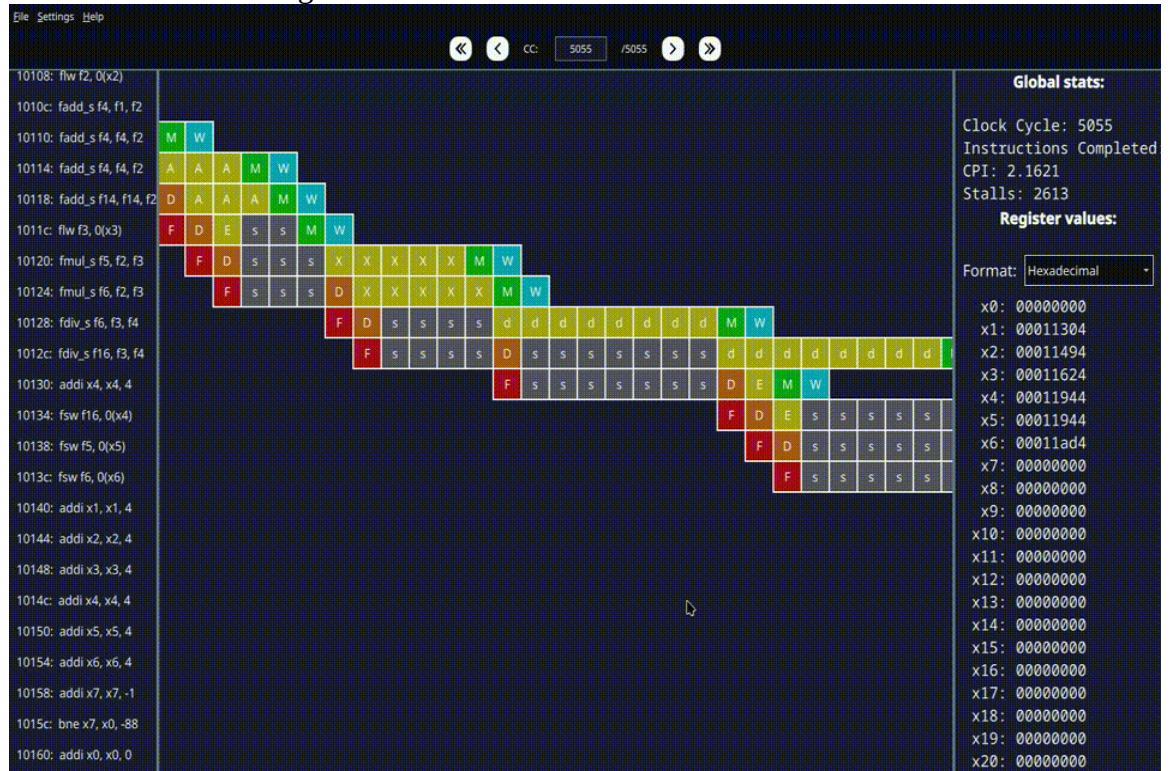 File Settings Help
CC: 5055 /5055
10108: flw f2, 0(x2)
1010c: fadd_s f4, f1, f2
10110: fadd_s f4, f4, f2 M W
10114: fadd_s f4, f4, f2 A A A M W
10118: fadd_s f14, f14, f2 D A A A M W
1011c: flw f3, 0(x3) F D E s s M W
10120: fmul_s f5, f2, f3 F D s s s X X X X X M W
10124: fmul_s f6, f2, f3 F s s s D X X X X X M W
10128: fdiv_s f6, f3, f4 F D s s s s d d d d d d d d M W
1012c: fdiv_s f16, f3, f4 F s s s s D s s s s s s s d d d d d d d d
10130: addi x4, x4, 4 F s s s s s s s D E M W
10134: fsw f16, 0(x4) F D E s s s s s
10138: fsw f5, 0(x5) F D s s s s s
1013c: fsw f6, 0(x6) F s s s s s
10140: addi x1, x1, 4
10144: addi x2, x2, 4
10148: addi x3, x3, 4
1014c: addi x4, x4, 4
10150: addi x5, x5, 4
10154: addi x6, x6, 4
10158: addi x7, x7, -1
1015c: bne x7, x0, -88
10160: addi x0, x0, 0
Global stats:
Clock Cycle: 5055
Instructions Completed:
CPI: 2.1621
Stalls: 2613
Register values:
Format: Hexadecimal
x0: 00000000
x1: 00011304
x2: 00011494
x3: 00011624
x4: 00011944
x5: 00011944
x6: 00011ad4
x7: 00000000
x8: 00000000
x9: 00000000
x10: 00000000
x11: 00000000
x12: 00000000
x13: 00000000
x14: 00000000
x15: 00000000
x16: 00000000
x17: 00000000
x18: 00000000
x19: 00000000
x20: 00000000